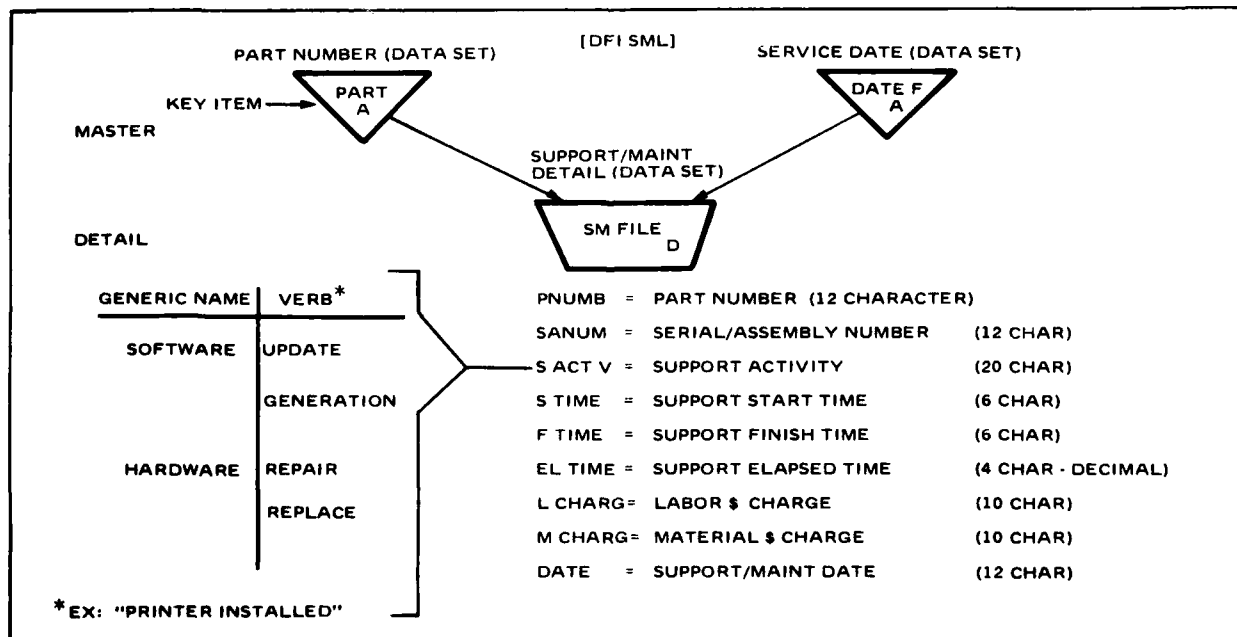 [DFI SML]
PART NUMBER (DATA SET)
SERVICE DATE (DATA SET)
PART
A
DATE F
A
KEY ITEM
MASTER
SUPPORT/MAINT
DETAIL (DATA SET)
SM FILE
D
DETAIL
GENERIC NAME VERB*
SOFTWARE UPDATE
GENERATION
HARDWARE REPAIR
REPLACE
*EX: "PRINTER INSTALLED"
PNUMB = PART NUMBER (12 CHARACTER)
SANUM = SERIAL/ASSEMBLY NUMBER (12 CHAR)
S ACT V = SUPPORT ACTIVITY (20 CHAR)
S TIME = SUPPORT START TIME (6 CHAR)
F TIME = SUPPORT FINISH TIME (6 CHAR)
EL TIME = SUPPORT ELAPSED TIME (4 CHAR - DECIMAL)
L CHARG= LABOR $ CHARGE (10 CHAR)
M CHARG= MATERIAL $ CHARGE (10 CHAR)
DATE = SUPPORT/MAINT DATE (12 CHAR)